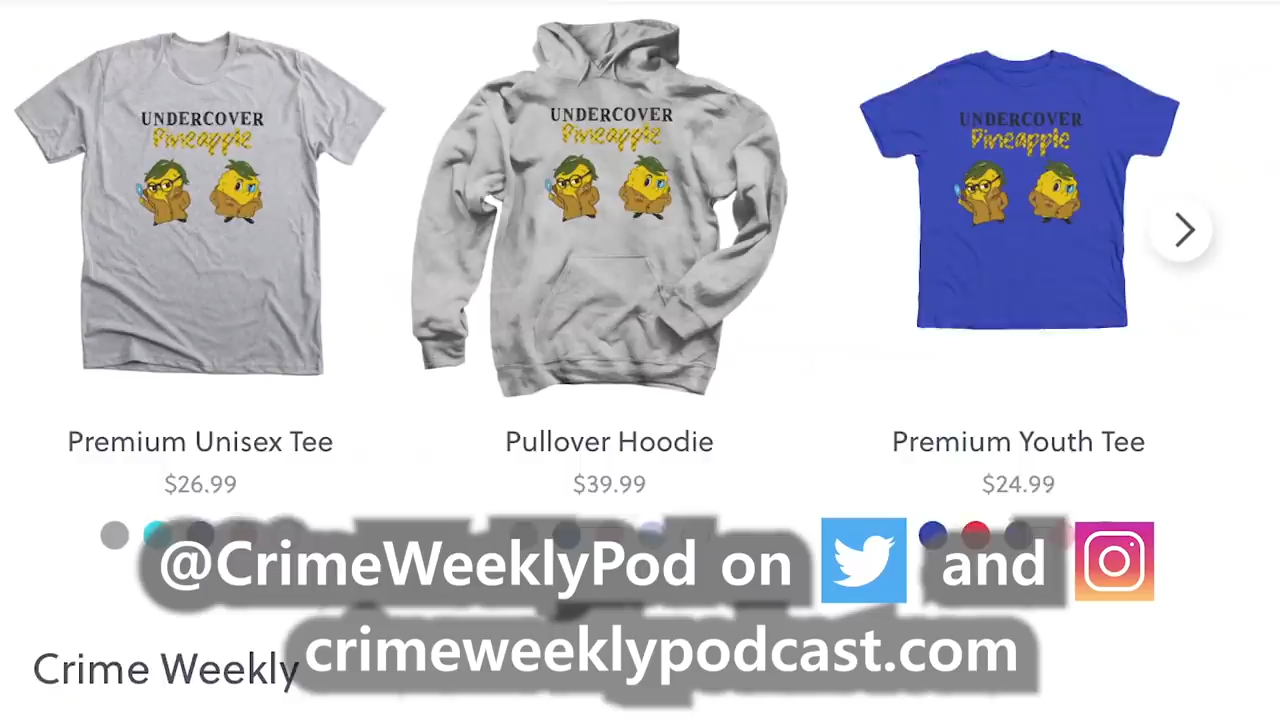 UNDERCOVER
Pineapple
UNDERCOVER
Pineapple
UNDERCOVER
Pineapple
Premium Unisex Tee
Pullover Hoodie
Premium Youth Tee
$26.99
$39.99
$24.99
@CrimeWeeklyPod on and
crimeweeklypodcast.com
Crime Weekly